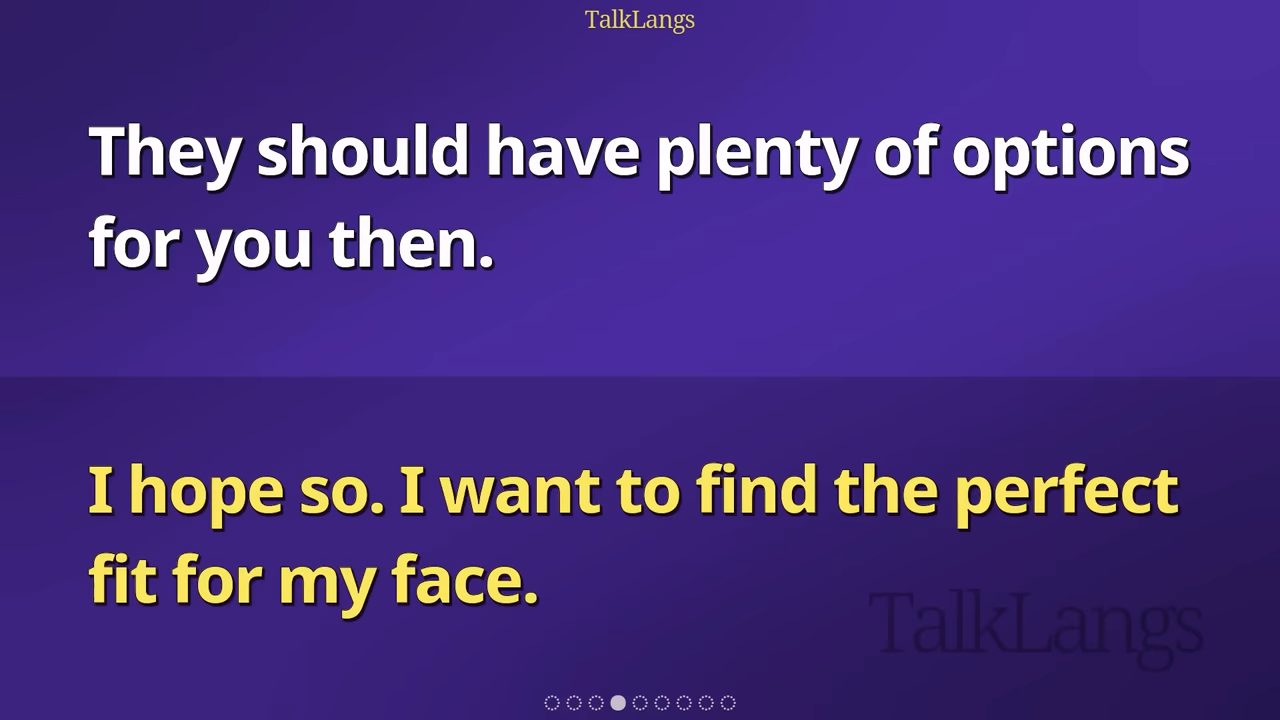 TalkLangs
They should have plenty of options
for you then.
I hope so. I want to find the perfect
fit for my face.
TalkLangs